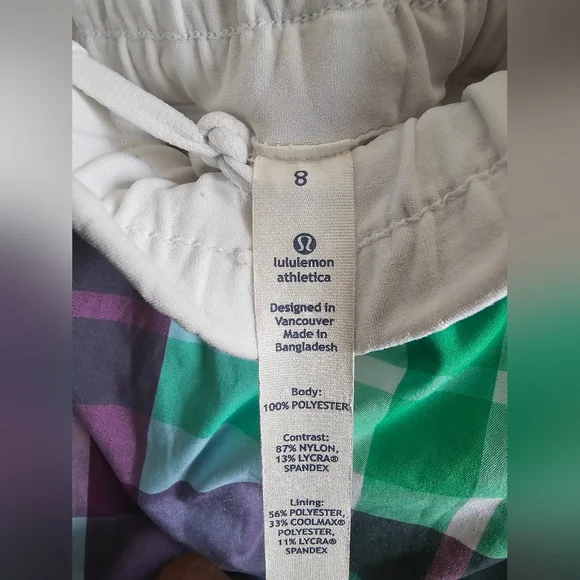 8
lululemon
athletica
Designed in
Vancouver
Made in
Bangladesh
Body:
100% POLYESTER
Contrast:
87% NYLON,
13% LYCRA®
SPANDEX
Lining:
56% POLYESTER,
33% COOLMAX®
POLYESTER,
11% LYCRA®
SPANDEX